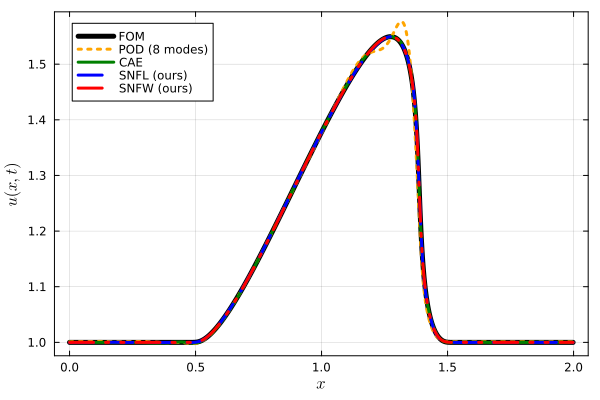 FOM
POD (8 modes)
CAE
SNFL (ours)
SNFW (ours)
u(x, t)
1.5
1.4
1.3
1.2
1.1
1.0
0.0 0.5 1.0 1.5 2.0
x